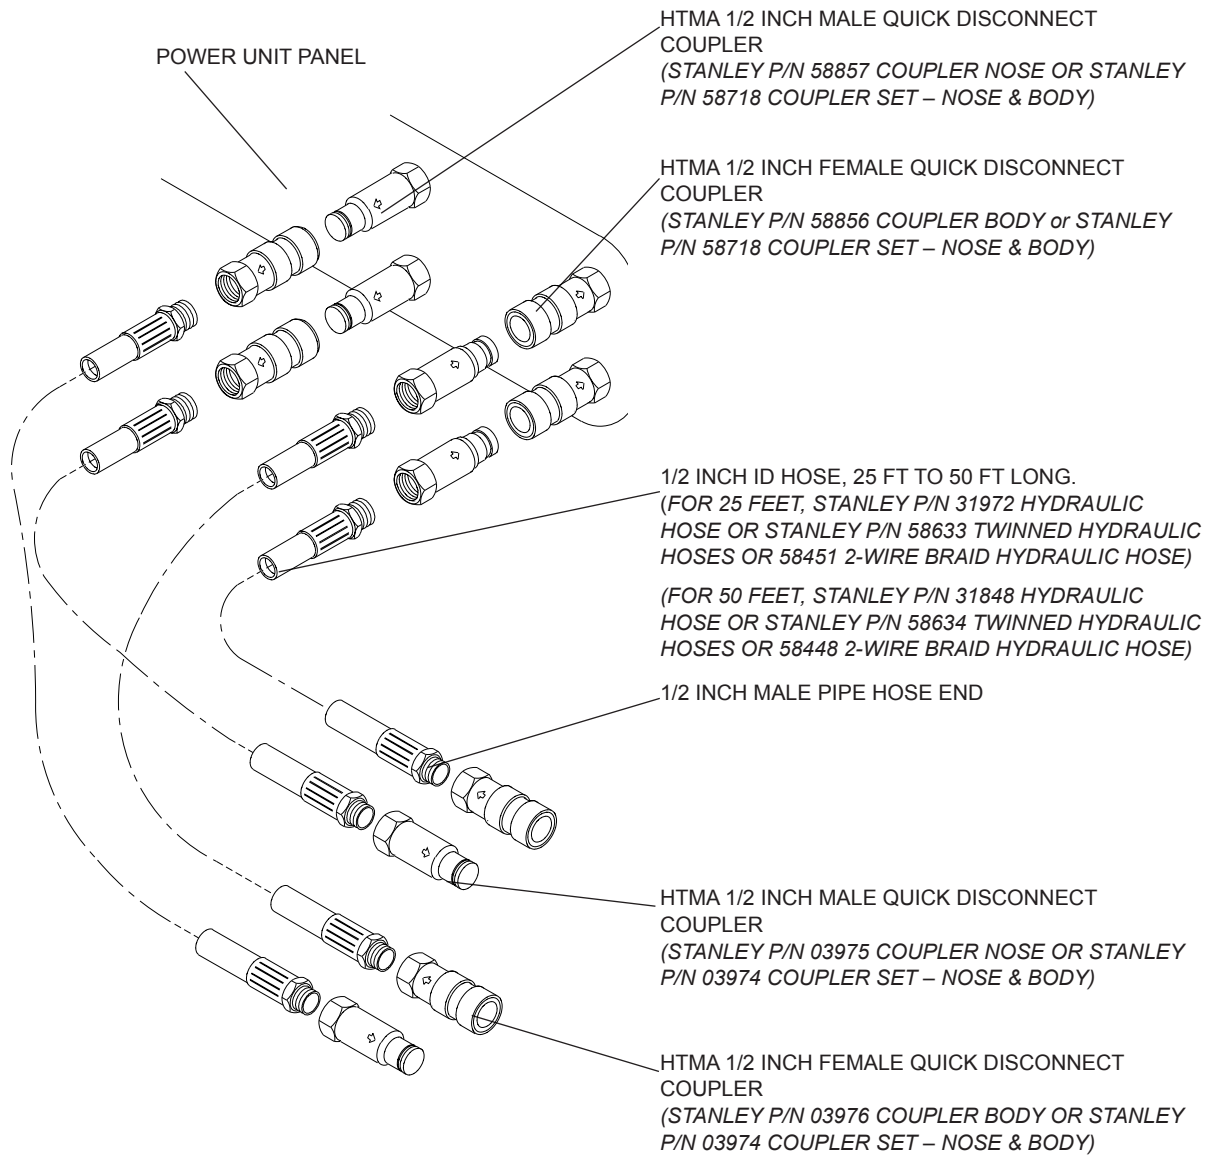 POWER UNIT PANEL
HTMA 1/2 INCH MALE QUICK DISCONNECT
COUPLER
(STANLEY P/N 58857 COUPLER NOSE OR STANLEY
P/N 58718 COUPLER SET – NOSE & BODY)
HTMA 1/2 INCH FEMALE QUICK DISCONNECT
COUPLER
(STANLEY P/N 58856 COUPLER BODY or STANLEY
P/N 58718 COUPLER SET – NOSE & BODY)
1/2 INCH ID HOSE, 25 FT TO 50 FT LONG.
(FOR 25 FEET, STANLEY P/N 31972 HYDRAULIC
HOSE OR STANLEY P/N 58633 TWINNED HYDRAULIC
HOSES OR 58451 2-WIRE BRAID HYDRAULIC HOSE)
(FOR 50 FEET, STANLEY P/N 31848 HYDRAULIC
HOSE OR STANLEY P/N 58634 TWINNED HYDRAULIC
HOSES OR 58448 2-WIRE BRAID HYDRAULIC HOSE)
1/2 INCH MALE PIPE HOSE END
HTMA 1/2 INCH MALE QUICK DISCONNECT
COUPLER
(STANLEY P/N 03975 COUPLER NOSE OR STANLEY
P/N 03974 COUPLER SET – NOSE & BODY)
HTMA 1/2 INCH FEMALE QUICK DISCONNECT
COUPLER
(STANLEY P/N 03976 COUPLER BODY OR STANLEY
P/N 03974 COUPLER SET – NOSE & BODY)